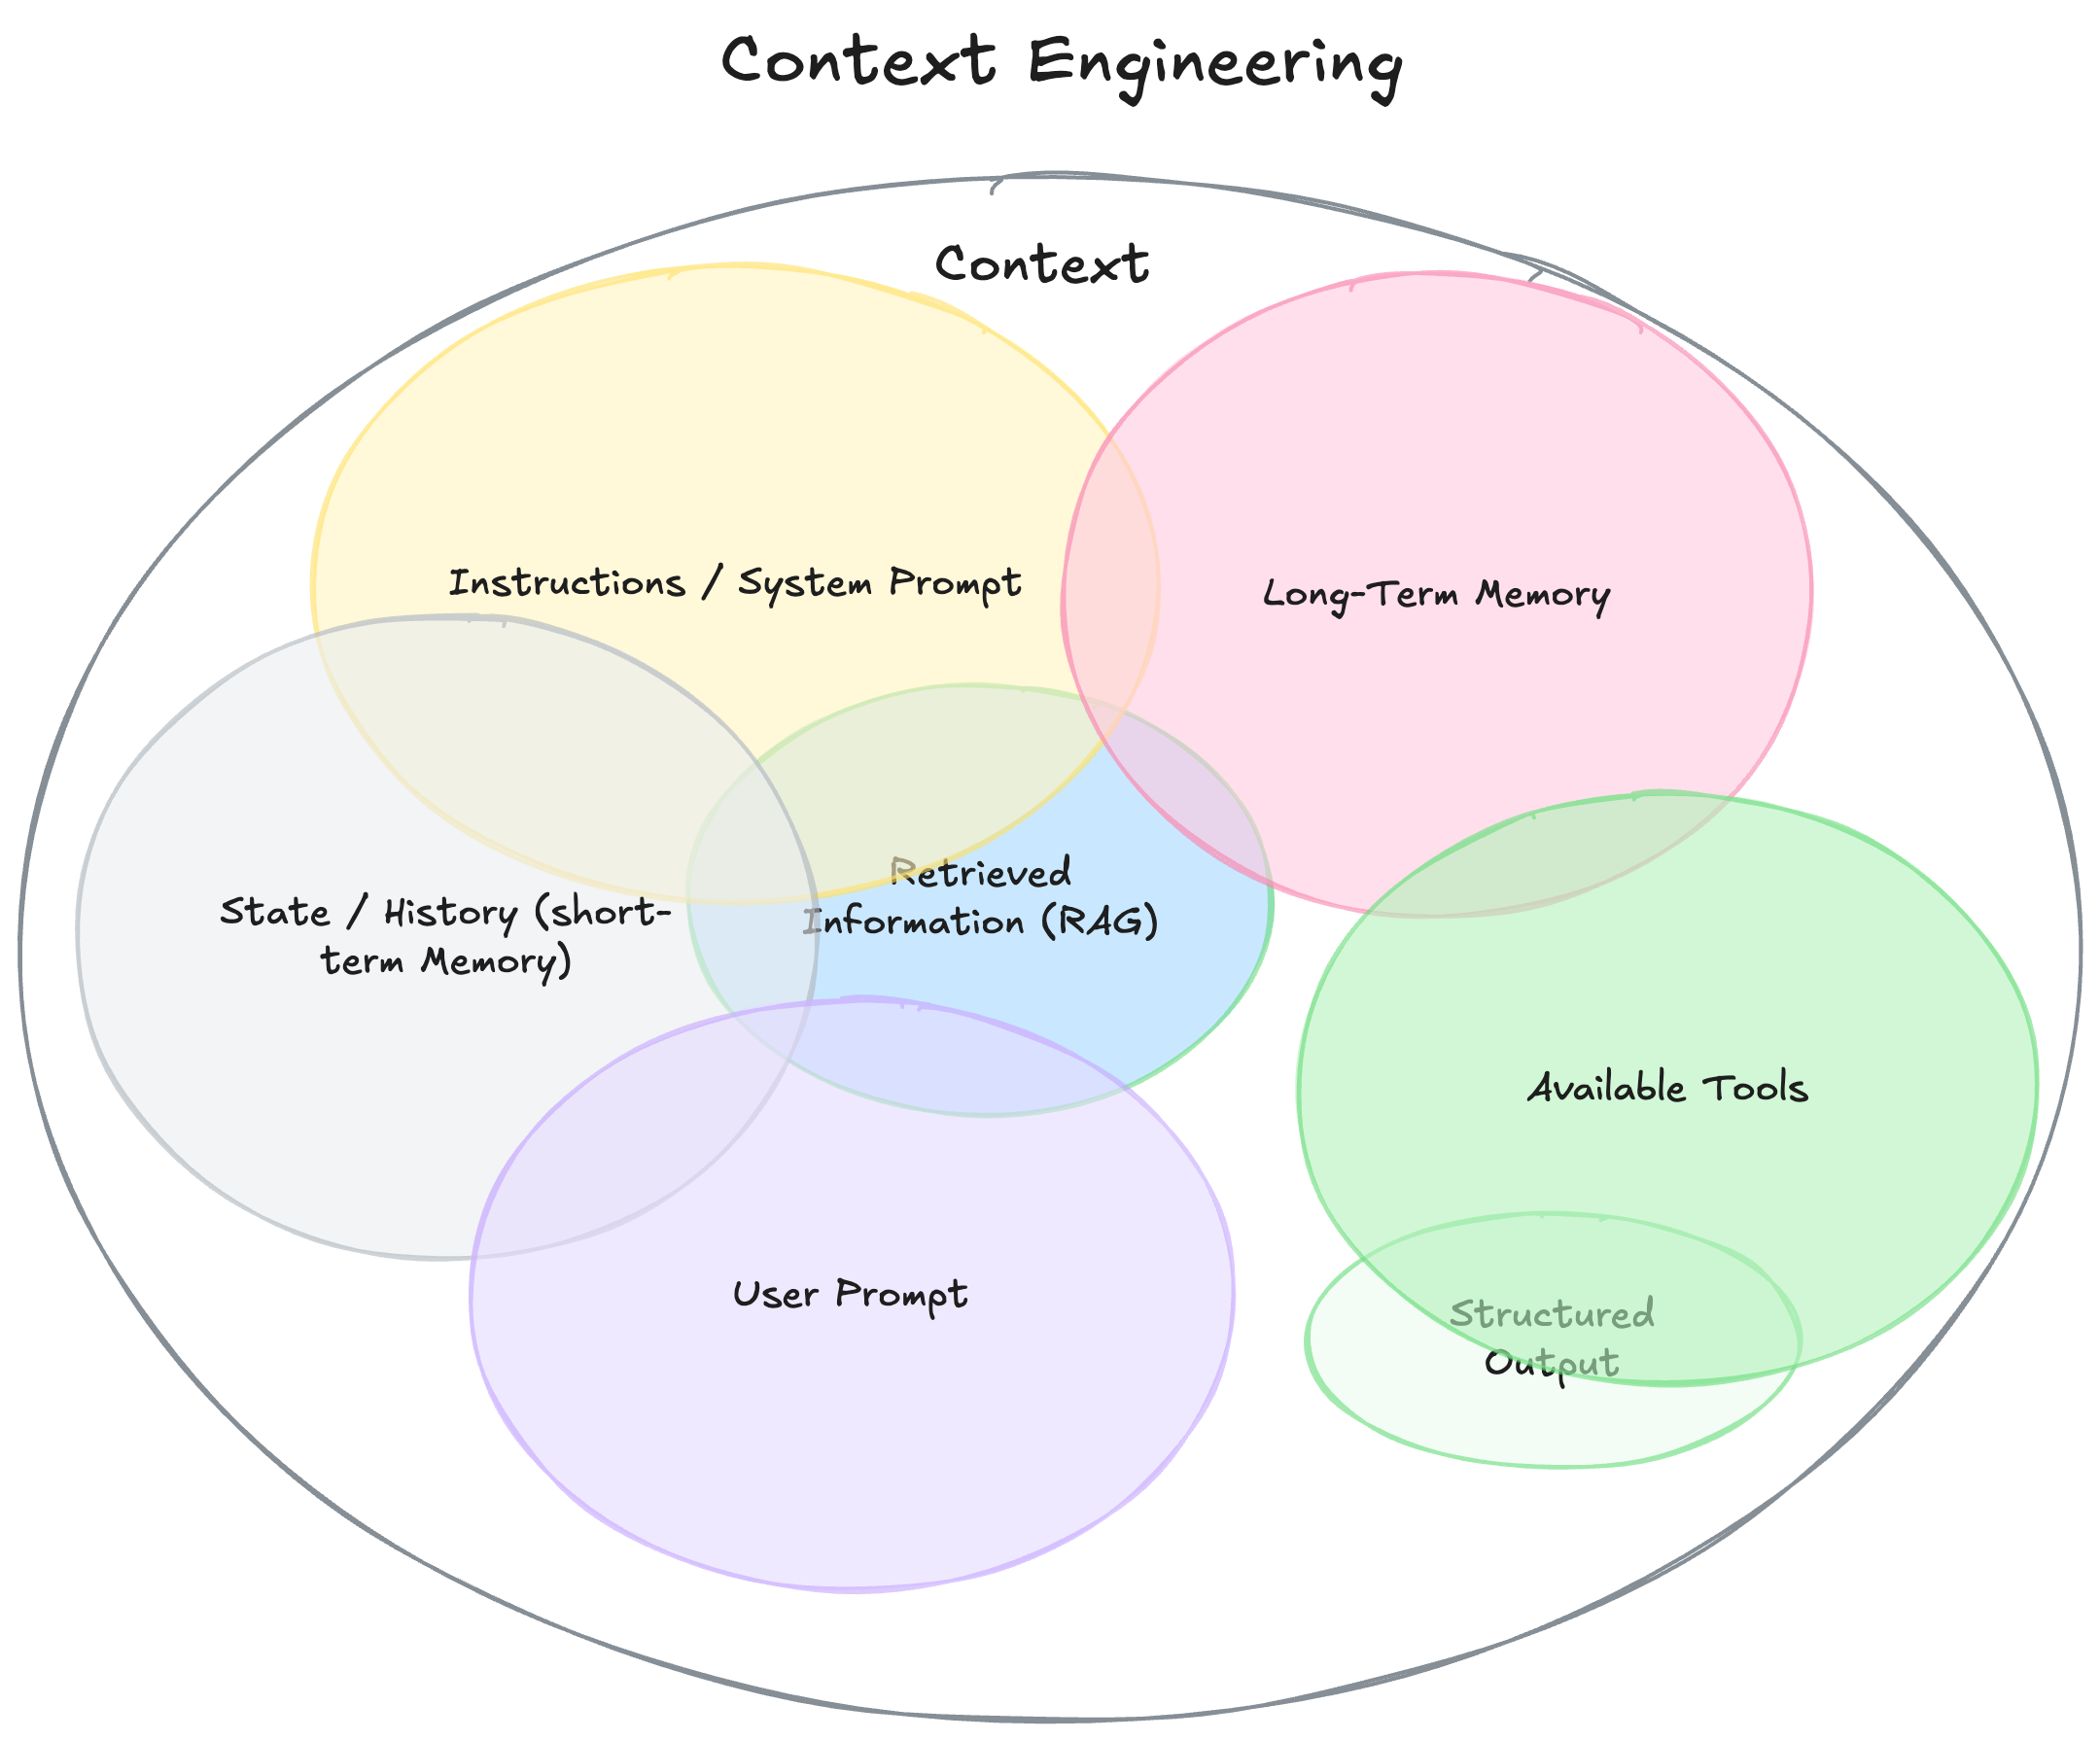 Context Engineering
Context
Instructions / System Prompt
Long-Term Memory
State / History (short-
term Memory)
Retrieved
Information (RAG)
Available Tools
User Prompt
Structured
Output